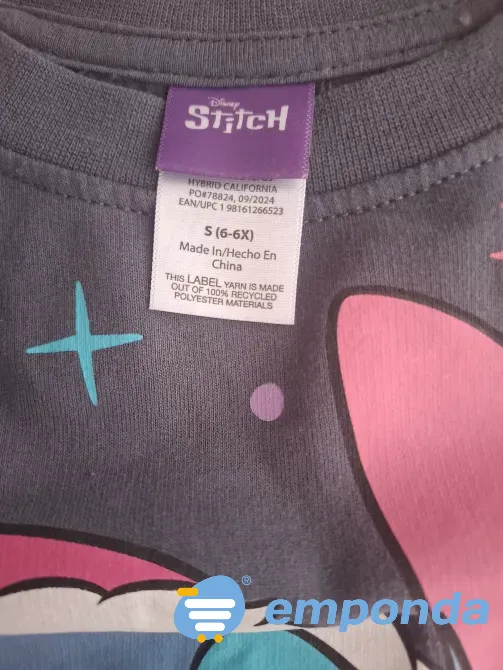 Disney
STiTCH
HYBRID CALIFORNIA
PO#78824, 09/2024
EAN/UPC 1 98161266523
S (6-6X)
Made In/Hecho En
China
THIS LABEL YARN IS MADE
OUT OF 100% RECYCLED
POLYESTER MATERIALS
® emponda